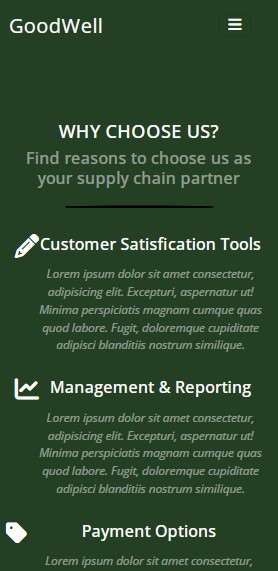 GoodWell
WHY CHOOSE US?
Find reasons to choose us as
your supply chain partner
Customer Satisfication Tools
Lorem ipsum dolor sit amet consectetur,
adipisicing elit. Excepturi, aspernatur ut!
Minima perspiciatis magnam cumque quas
quod labore. Fugit, doloremque cupiditate
adipisci blanditiis nostrum similique.
Management & Reporting
Lorem ipsum dolor sit amet consectetur,
adipisicing elit. Excepturi, aspernatur ut!
Minima perspiciatis magnam cumque quas
quod labore. Fugit, doloremque cupiditate
adipisci blanditiis nostrum similique.
Payment Options
Lorem ipsum dolor sit amet consectetur,